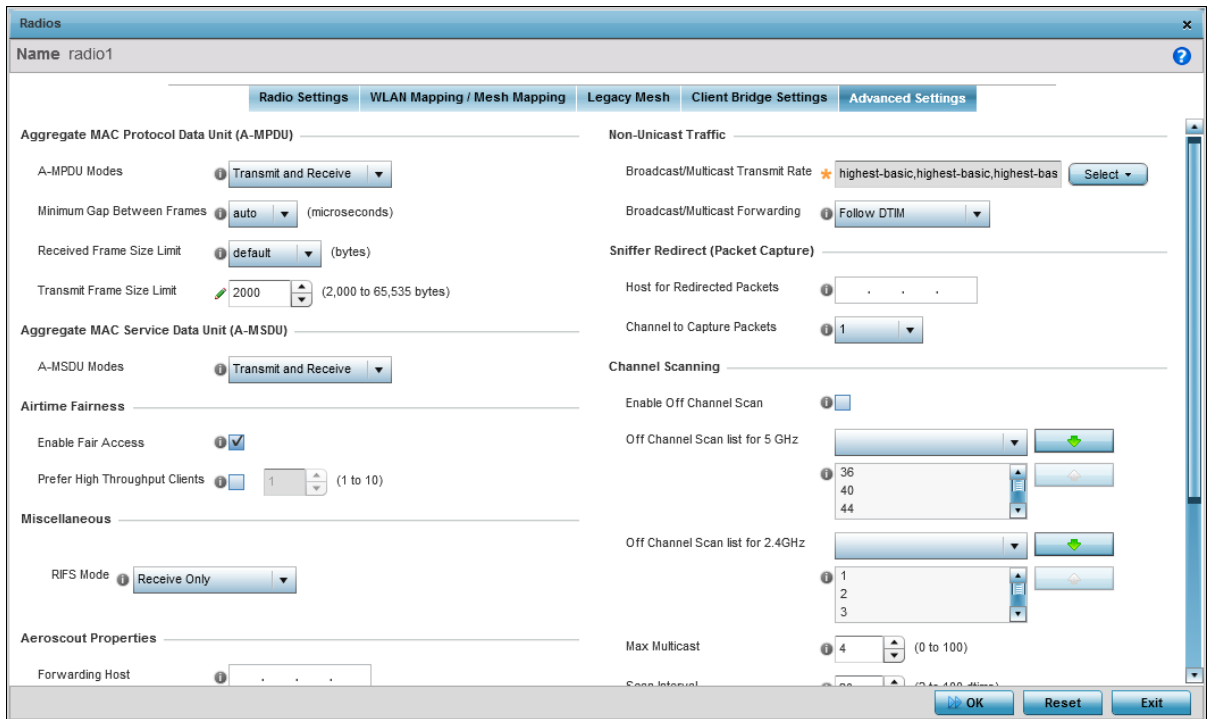 Radios
Name radio1
Radio Settings
WLAN Mapping / Mesh Mapping
Legacy Mesh
Client Bridge Settings
Advanced Settings
Aggregate MAC Protocol Data Unit (A-MPDU)
A-MPDU Modes
Transmit and Receive
Minimum Gap Between Frames
auto
(microseconds)
Received Frame Size Limit
default
(bytes)
Transmit Frame Size Limit
2000
(2,000 to 65,535 bytes)
Aggregate MAC Service Data Unit (A-MSDU)
A-MSDU Modes
Transmit and Receive
Airtime Fairness
Enable Fair Access
Prefer High Throughput Clients
1
(1 to 10)
Miscellaneous
RIFS Mode
Receive Only
Aeroscout Properties
Forwarding Host
. . .
Non-Unicast Traffic
Broadcast/Multicast Transmit Rate
highest-basic,highest-basic,highest-bas
Select
Broadcast/Multicast Forwarding
Follow DTIM
Sniffer Redirect (Packet Capture)
Host for Redirected Packets
. . .
Channel to Capture Packets
1
Channel Scanning
Enable Off Channel Scan
Off Channel Scan list for 5 GHz
36
40
44
Off Channel Scan list for 2.4GHz
1
2
3
Max Multicast
4
(0 to 100)
Scan Interval
OK
Reset
Exit